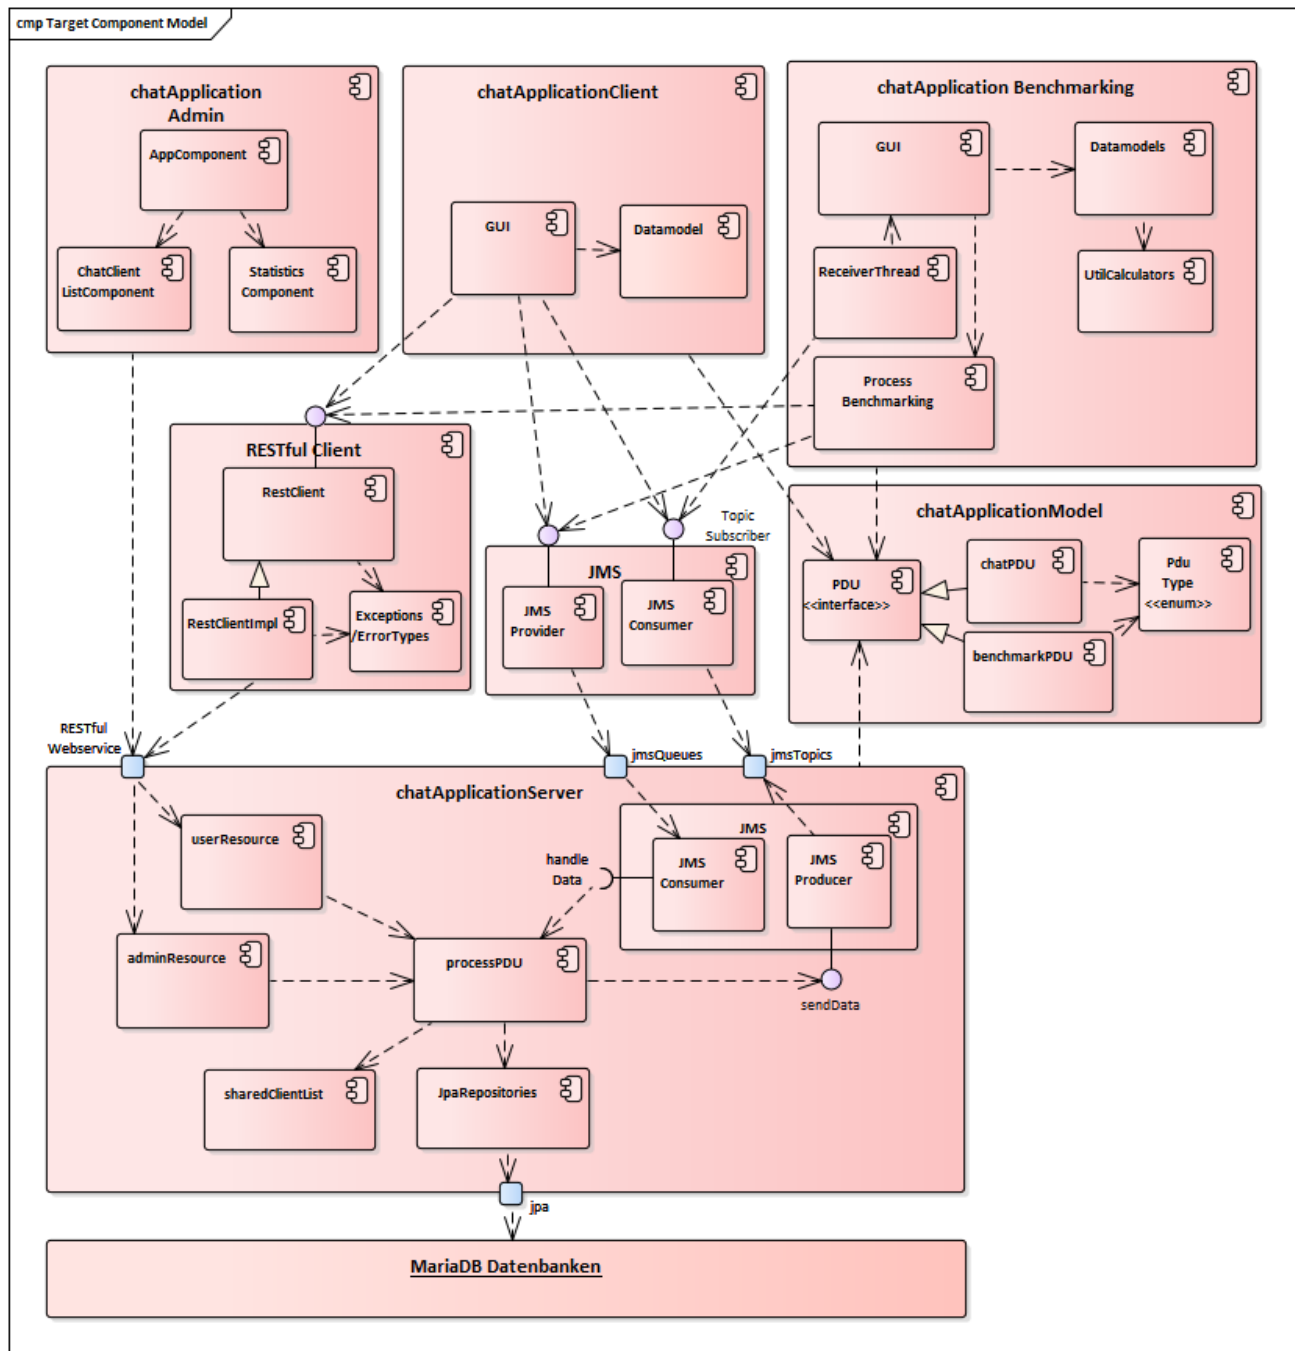 cmp Target Component Model
chatApplication
Admin
AppComponent
ChatClient
ListComponent
Statistics
Component
chatApplicationClient
GUI
Datamodel
chatApplication Benchmarking
GUI
Datamodels
ReceiverThread
UtilCalculators
Process
Benchmarking
RESTful Client
RestClient
RestClientImpl
Exceptions
/ErrorTypes
Topic
Subscriber
JMS
JMS
Provider
JMS
Consumer
chatApplicationModel
PDU
<<interface>>
chatPDU
Pdu
Type
<<enum>>
benchmarkPDU
RESTful
Webservice
jmsQueues
jmsTopics
chatApplicationServer
userResource
handle
Data
JMS
JMS
Consumer
JMS
Producer
adminResource
processPDU
sendData
sharedClientList
JpaRepositories
jpa
MariaDB Datenbanken